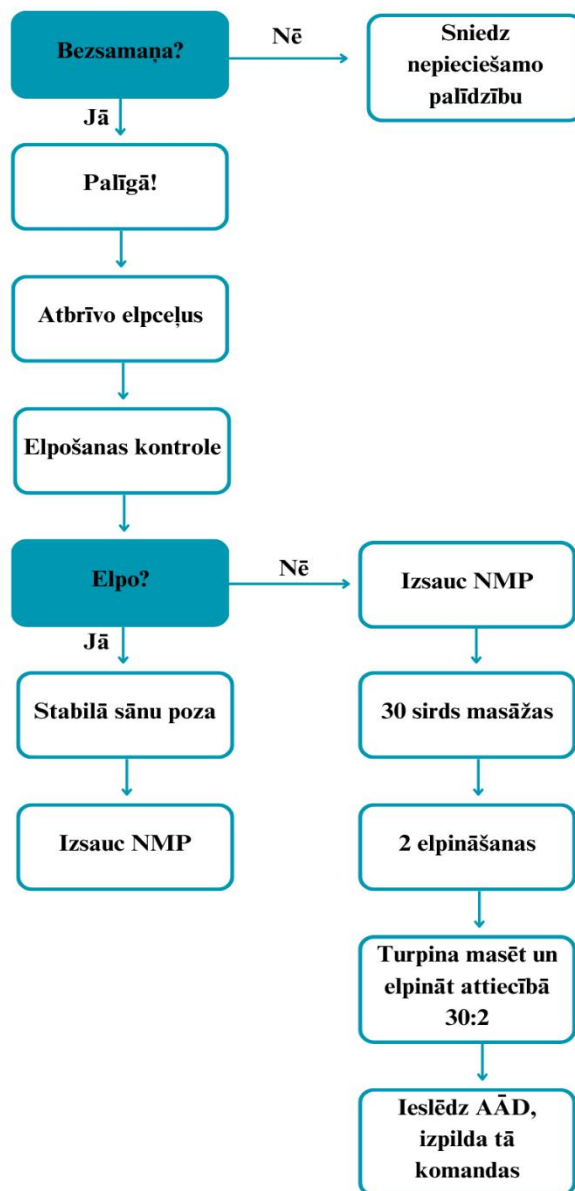 Bezsamaņa?
Nē
Sniedz
nepieciešamo
palīdzību
Jā
Palīgā!
Atbrīvo elpceļus
Elpošanas kontrole
Elpo?
Nē
Izsauc NMP
Jā
Stabilā sānu poza
30 sirds masāžas
Izsauc NMP
2 elpināšanas
Turpina masēt un
elpināt attiecībā
30:2
Ieslēdz AĀD,
izpilda tā
komandas